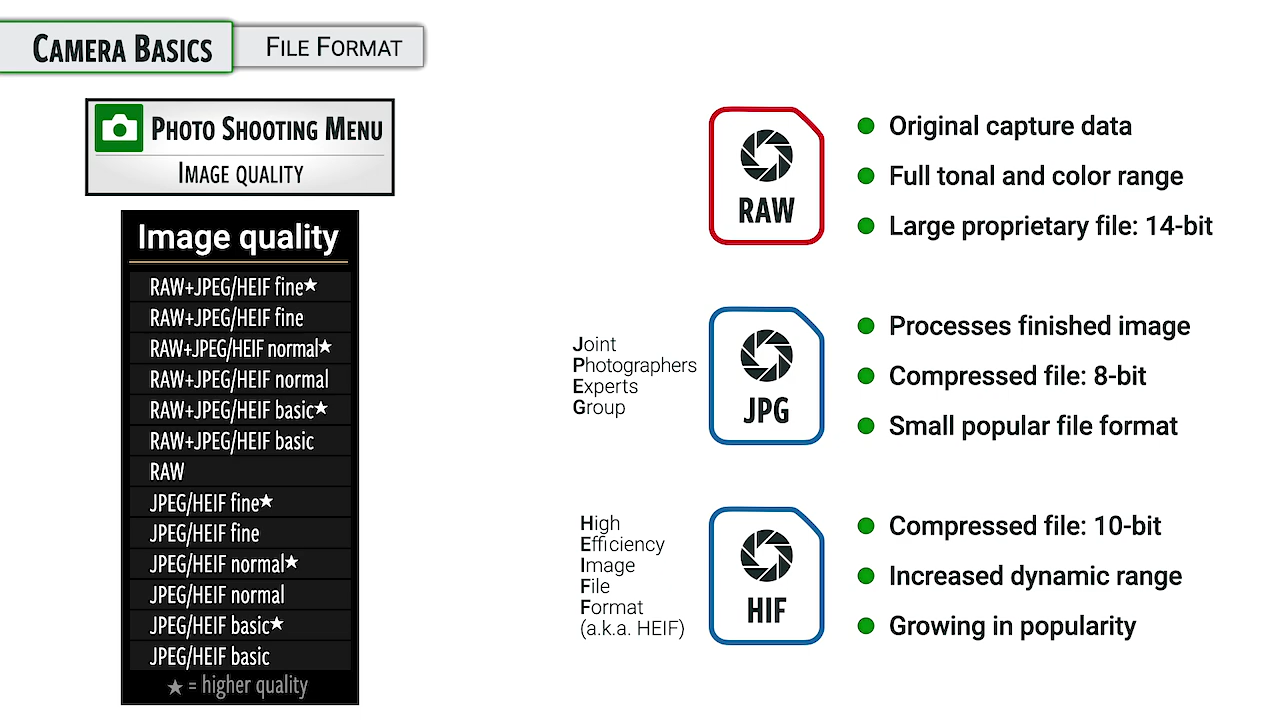 CAMERA BASICS
FILE FORMAT
PHOTO SHOOTING MENU
IMAGE QUALITY
Image quality
RAW+JPEG/HEIF fine★
RAW+JPEG/HEIF fine
RAW+JPEG/HEIF normal★
RAW+JPEG/HEIF normal
RAW+JPEG/HEIF basic★
RAW+JPEG/HEIF basic
RAW
JPEG/HEIF fine★
JPEG/HEIF fine
JPEG/HEIF normal★
JPEG/HEIF normal
JPEG/HEIF basic★
JPEG/HEIF basic
★ = higher quality
RAW
Original capture data
Full tonal and color range
Large proprietary file: 14-bit
Joint
Photographers
Experts
Group
JPG
Processes finished image
Compressed file: 8-bit
Small popular file format
High
Efficiency
Image
File
Format
(a.k.a. HEIF)
HIF
Compressed file: 10-bit
Increased dynamic range
Growing in popularity